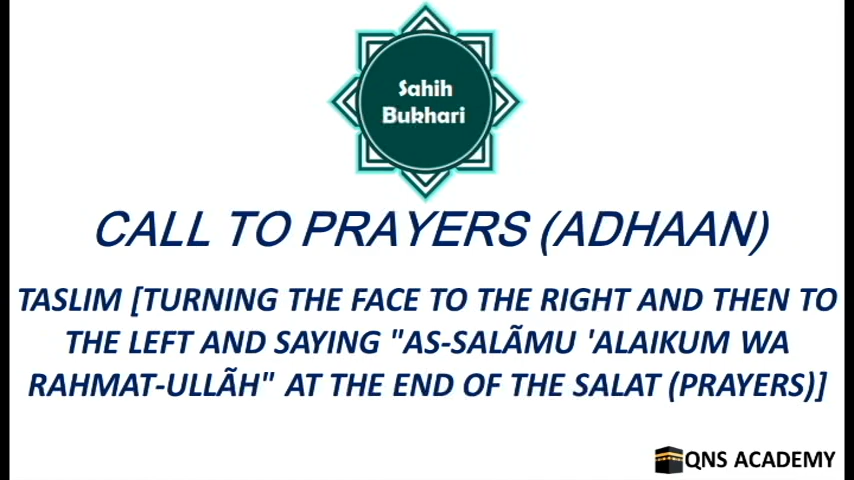 Sahih
Bukhari
CALL TO PRAYERS (ADHAAN)
TASLIM [TURNING THE FACE TO THE RIGHT AND THEN TO
THE LEFT AND SAYING "AS-SALÃMU 'ALAIKUM WA
RAHMAT-ULLÃH" AT THE END OF THE SALAT (PRAYERS)]
QNS ACADEMY